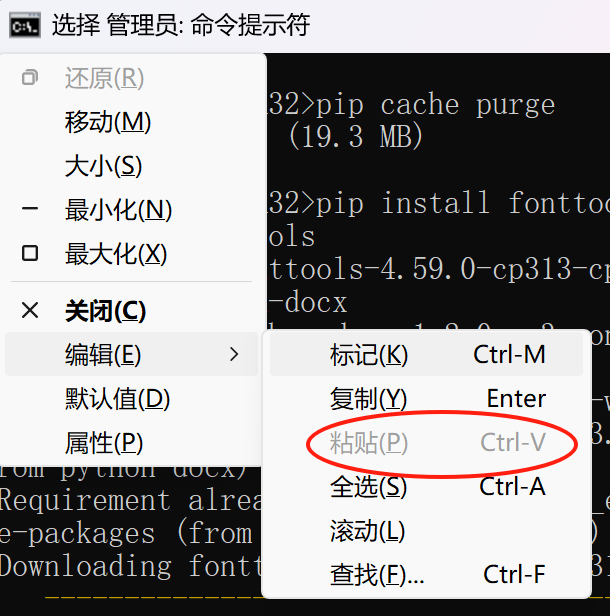 选择 管理员: 命令提示符
还原(R)
移动(M)
大小(S)
最小化(N)
最大化(X)
关闭(C)
编辑(E)
默认值(D)
属性(P)
标记(K) Ctrl-M
复制(Y) Enter
粘贴(P) Ctrl-V
全选(S) Ctrl-A
滚动(L)
查找(F)... Ctrl-F
32>pip cache purge
(19.3 MB)
32>pip install fonttoo
ols
ttools-4.59.0-cp313-cp
-docx
rom python docx)
Requirement alrea
e-packages (from
Downloading fontt